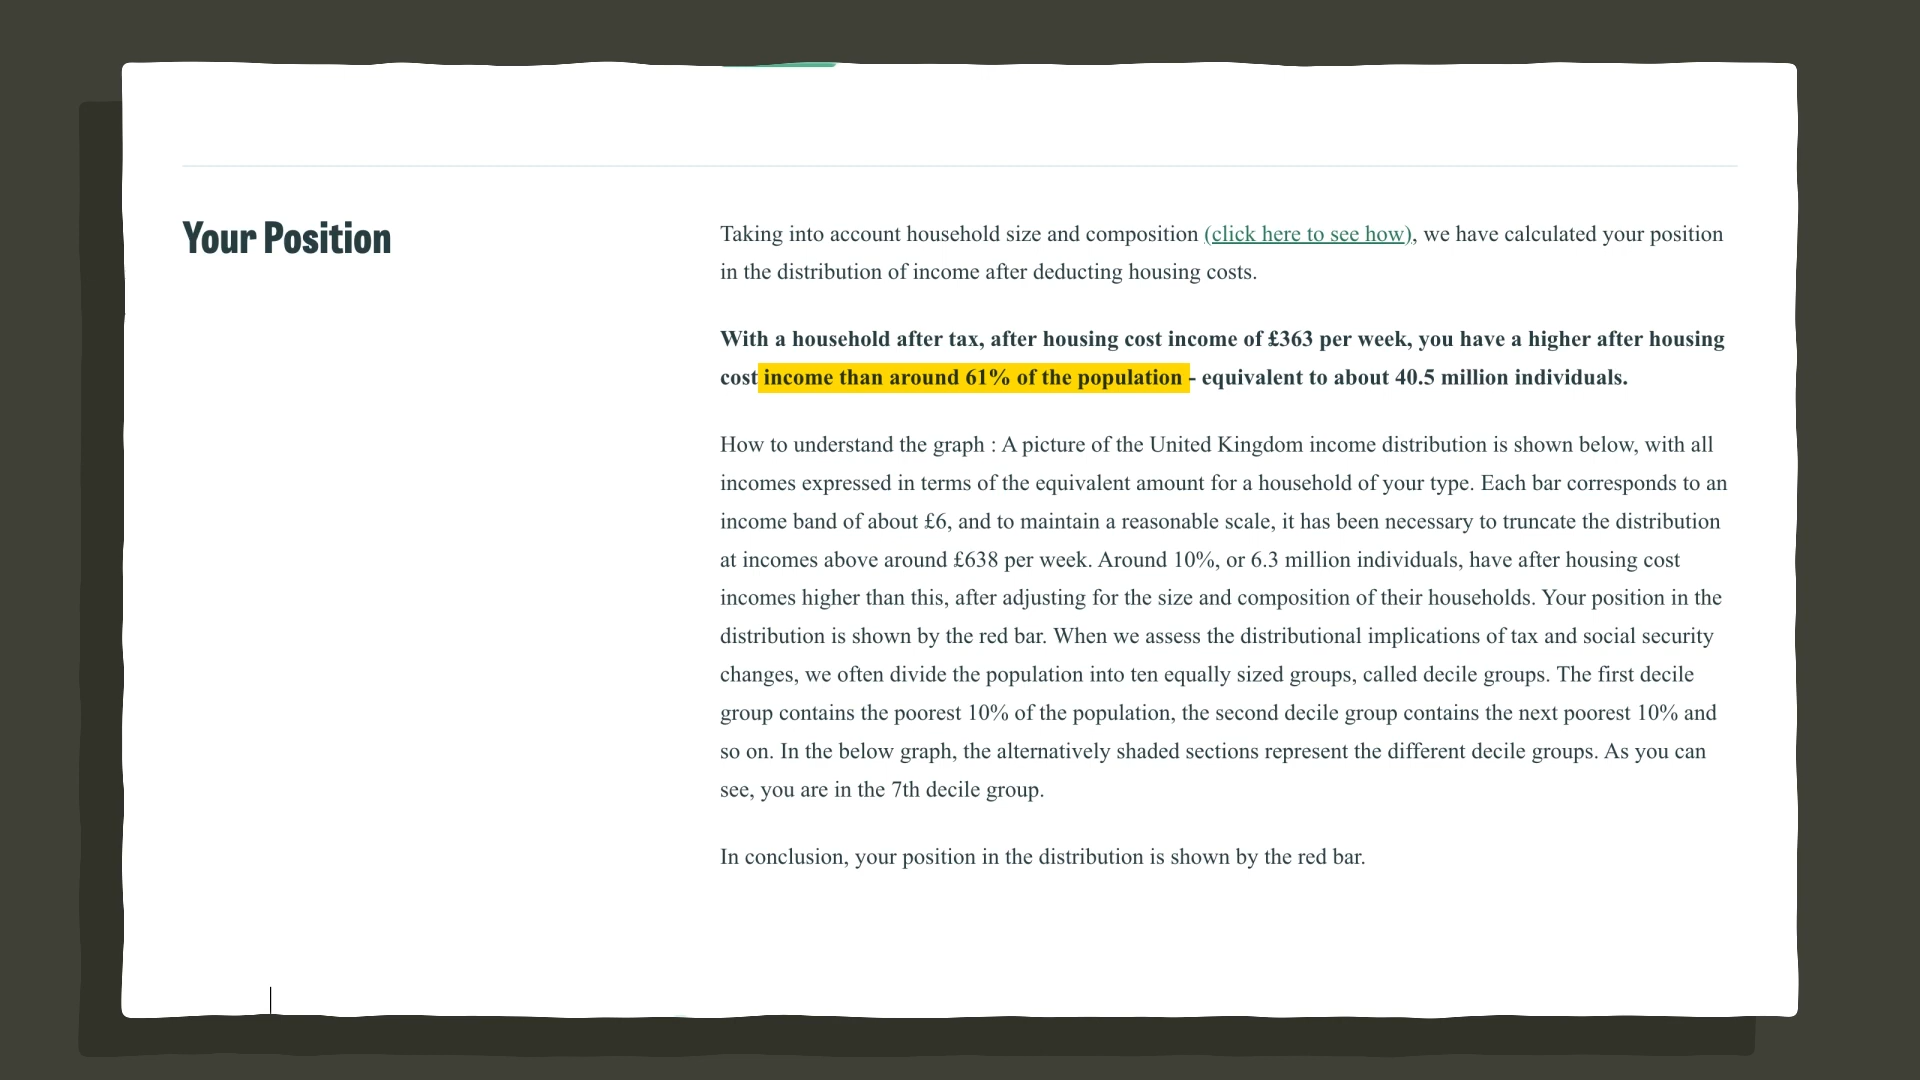 Your Position
Taking into account household size and composition (click here to see how), we have calculated your position
in the distribution of income after deducting housing costs.
With a household after tax, after housing cost income of £363 per week, you have a higher after housing
cost income than around 61% of the population - equivalent to about 40.5 million individuals.
How to understand the graph : A picture of the United Kingdom income distribution is shown below, with all
incomes expressed in terms of the equivalent amount for a household of your type. Each bar corresponds to an
income band of about £6, and to maintain a reasonable scale, it has been necessary to truncate the distribution
at incomes above around £638 per week. Around 10%, or 6.3 million individuals, have after housing cost
incomes higher than this, after adjusting for the size and composition of their households. Your position in the
distribution is shown by the red bar. When we assess the distributional implications of tax and social security
changes, we often divide the population into ten equally sized groups, called decile groups. The first decile
group contains the poorest 10% of the population, the second decile group contains the next poorest 10% and
so on. In the below graph, the alternatively shaded sections represent the different decile groups. As you can
see, you are in the 7th decile group.
In conclusion, your position in the distribution is shown by the red bar.